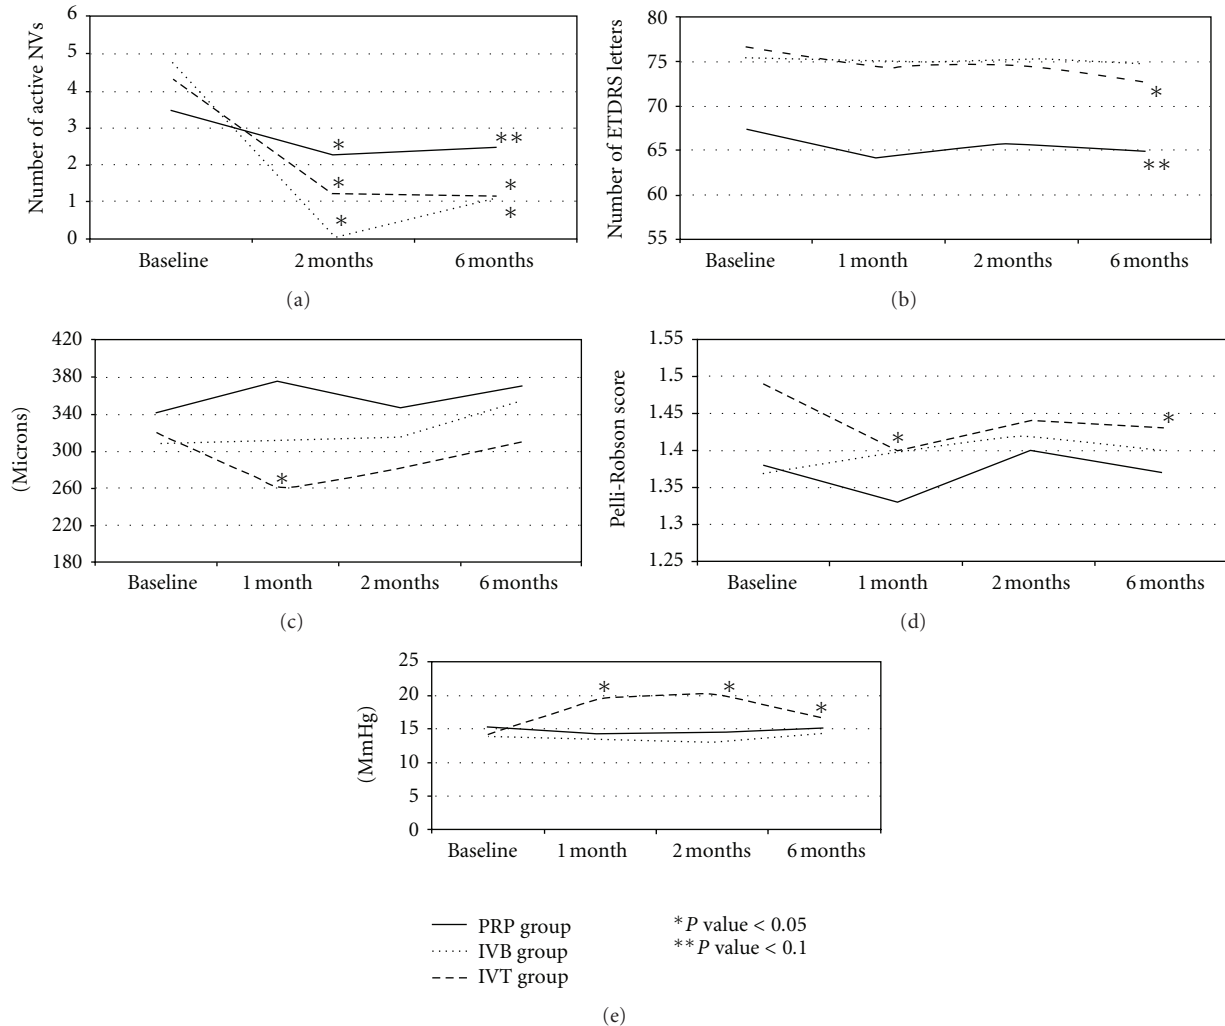 6
5
4
3
2
1
0
Number of active NVs
* **
* *
* *
Baseline 2 months 6 months
(a)
80
75
70
65
60
55
Number of ETDRS letters
*
**
Baseline 1 month 2 months 6 months
(b)
420
380
340
300
260
220
180
(Microns)
*
Baseline 1 month 2 months 6 months
(c)
1.55
1.5
1.45
1.4
1.35
1.3
1.25
Pelli-Robson score
* *
Baseline 1 month 2 months 6 months
(d)
25
20
15
10
5
0
(MmHg)
* * *
Baseline 1 month 2 months 6 months
PRP group
IVB group
IVT group
*P value < 0.05
**P value < 0.1
(e)